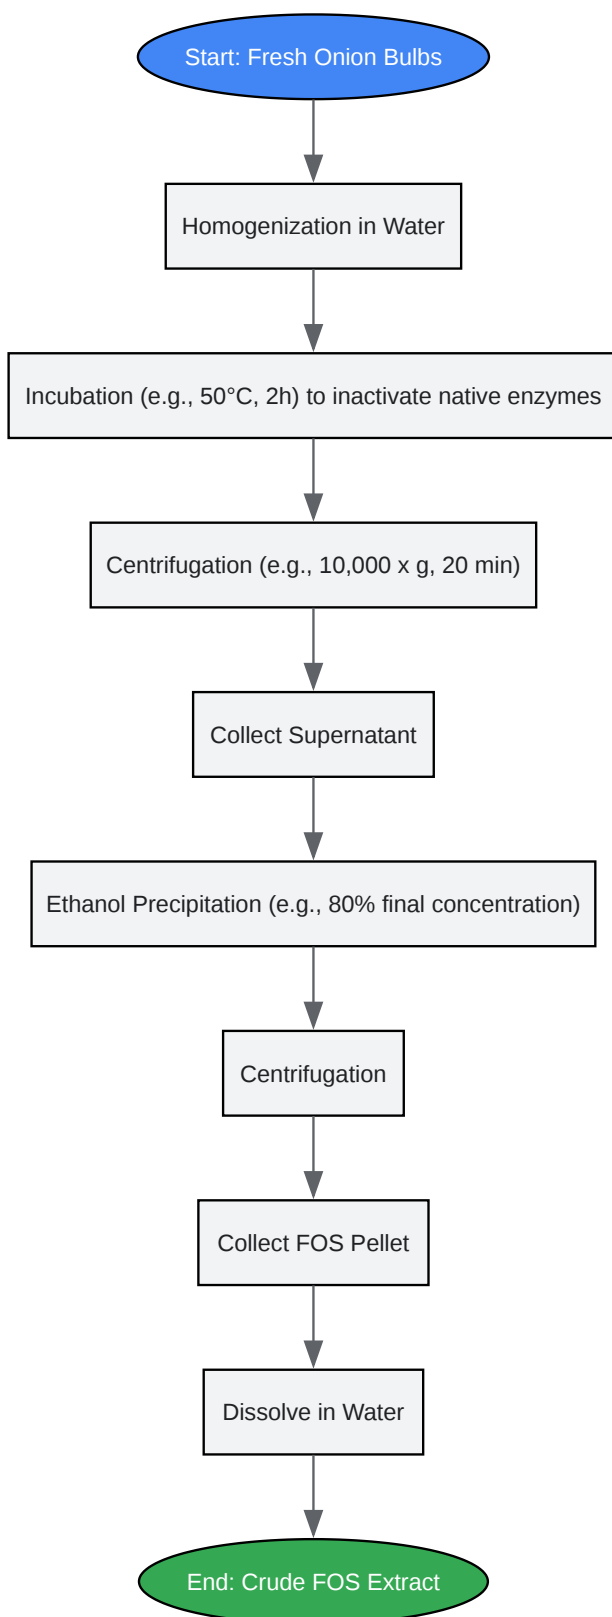 Start: Fresh Onion Bulbs
Homogenization in Water
Incubation (e.g., 50°C, 2h) to inactivate native enzymes
Centrifugation (e.g., 10,000 x g, 20 min)
Collect Supernatant
Ethanol Precipitation (e.g., 80% final concentration)
Centrifugation
Collect FOS Pellet
Dissolve in Water
End: Crude FOS Extract